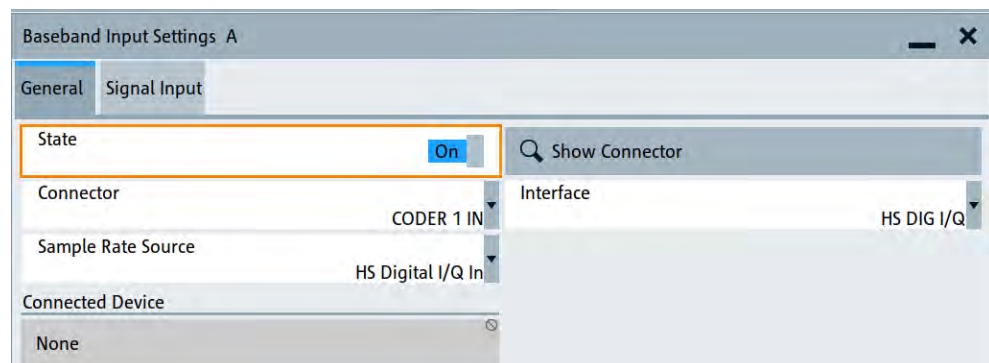 Baseband Input Settings A
General Signal Input
State
On
Show Connector
Connector
CODER 1 IN
Interface
HS DIG I/Q
Sample Rate Source
HS Digital I/Q In
Connected Device
None